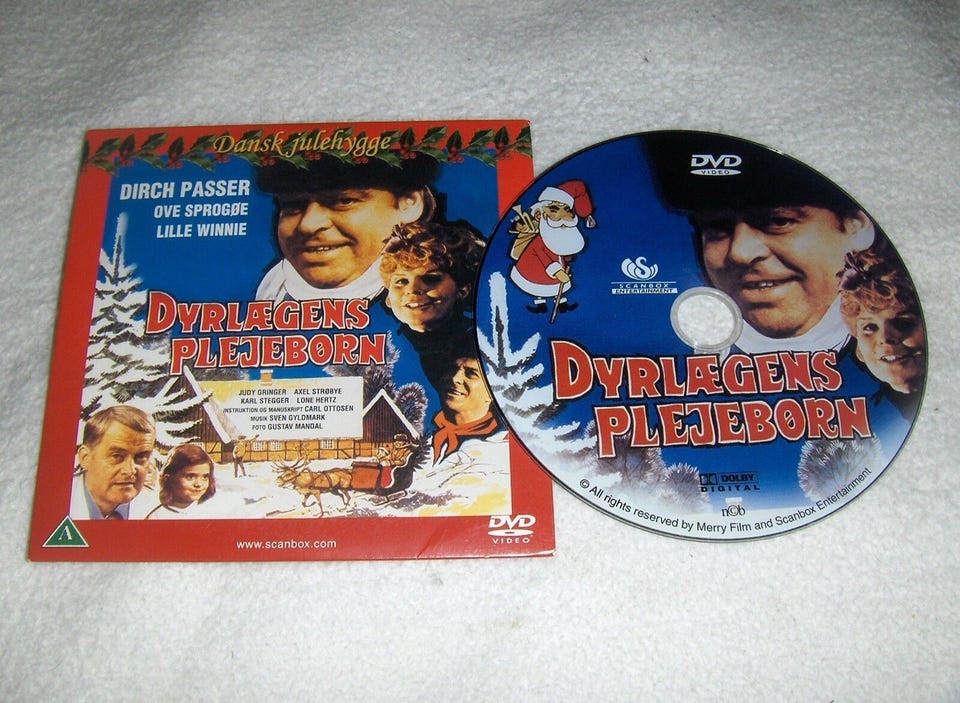 Dansk julehygge
DIRCH PASSER
OVE SPROGØE
LILLE WINNIE
DYRLÆGENS
PLEJEBØRN
JUDY GRINGER AXEL STRØBYE
KARL STEGGER LONE HERTZ
INSTRUKTION OG MANUSKRIPT CARL OTTOSEN
MUSIK SVEN GYLDMARK
FOTO GUSTAV MANDAL
A
www.scanbox.com
DVD
VIDEO
DVD
VIDEO
S
SCANBOX
ENTERTAINMENT
DYRLÆGENS
PLEJEBØRN
DOLBY
DIGITAL
n©b
© All rights reserved by Merry Film and Scanbox Entertainment